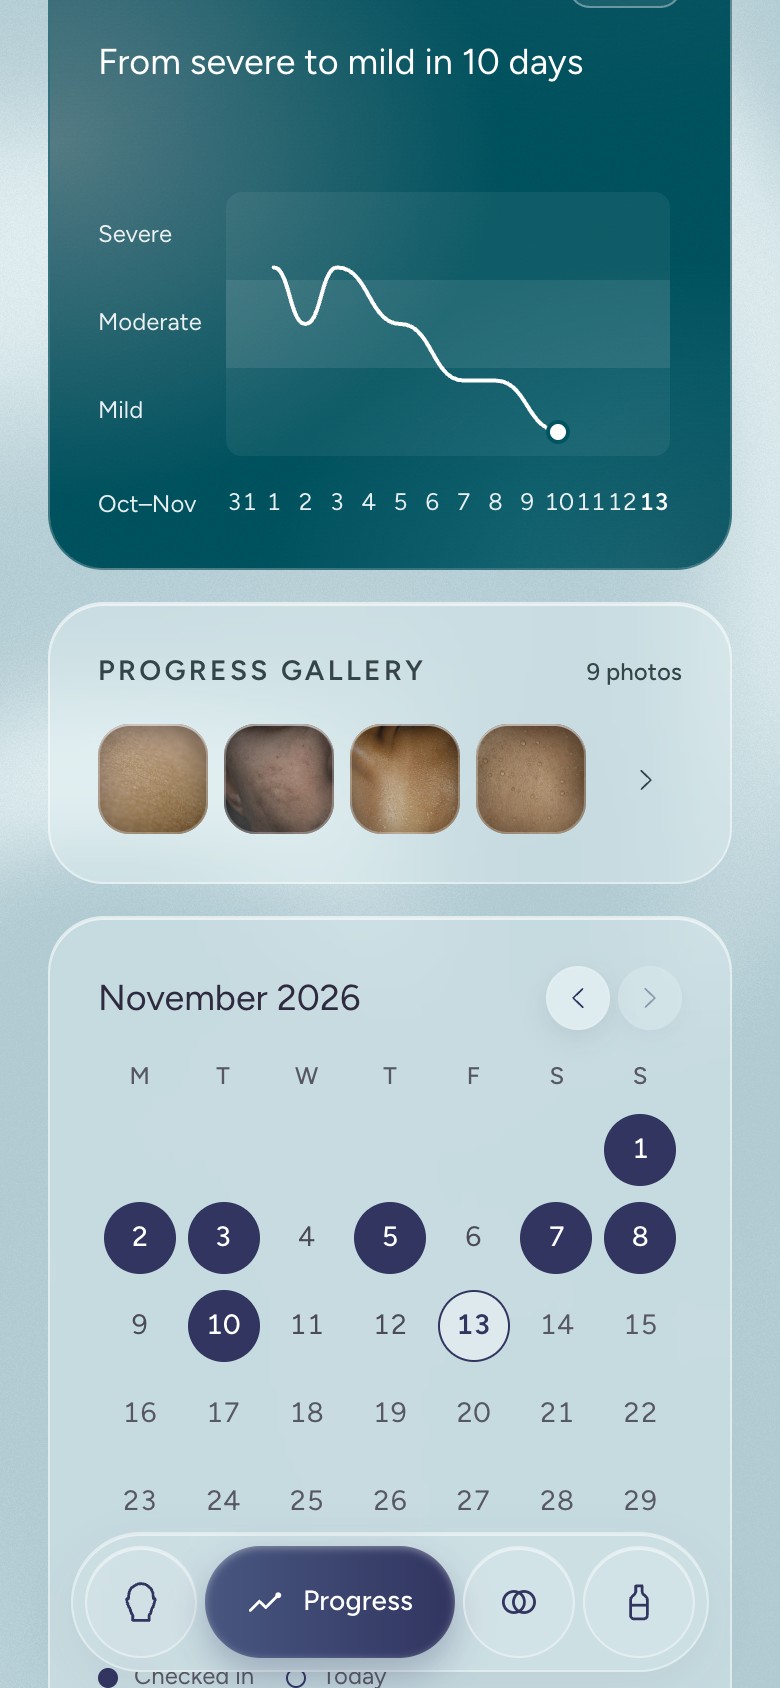 From severe to mild in 10 days
Severe
Moderate
Mild
Oct–Nov 31 1 2 3 4 5 6 7 8 9 10 11 12 13
PROGRESS GALLERY 9 photos
November 2026
M T W T F S S
1
2 3 4 5 6 7 8
9 10 11 12 13 14 15
16 17 18 19 20 21 22
23 24 25 26 27 28 29
Progress
Checked in Today